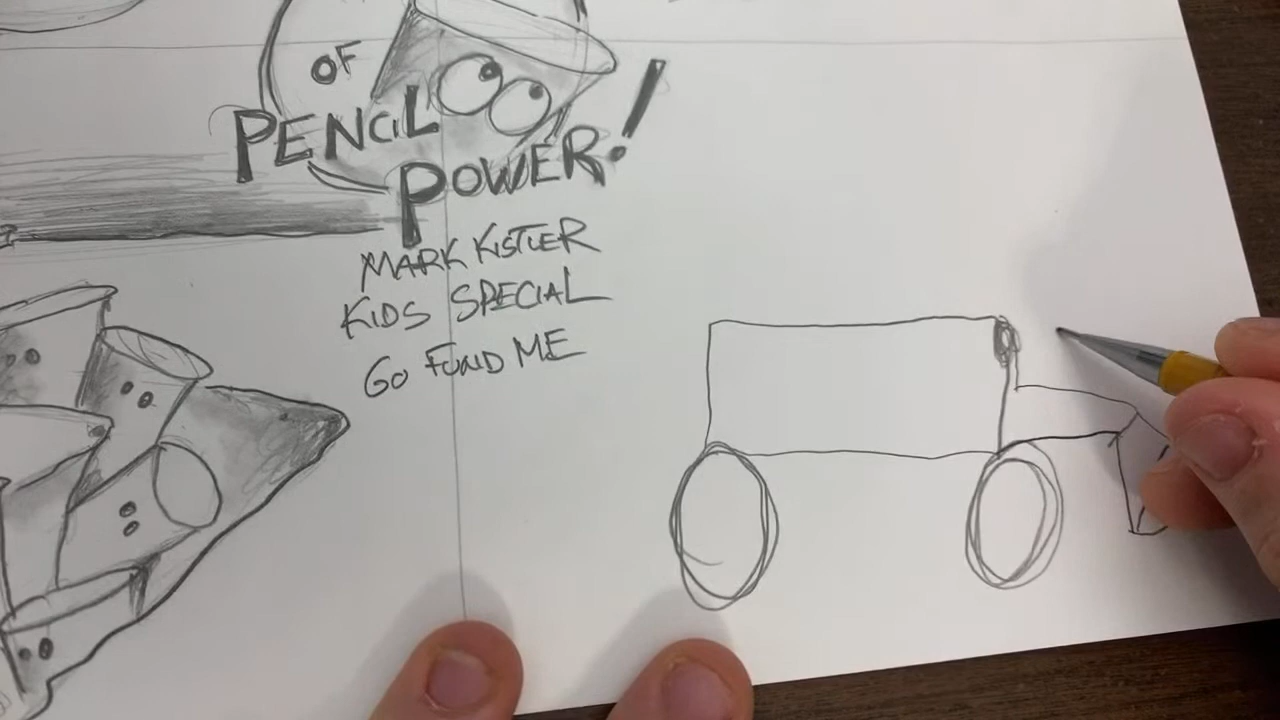 OF
PENCIL
POWER!
MARK KISTLER
KIDS SPECIAL
GO FUND ME